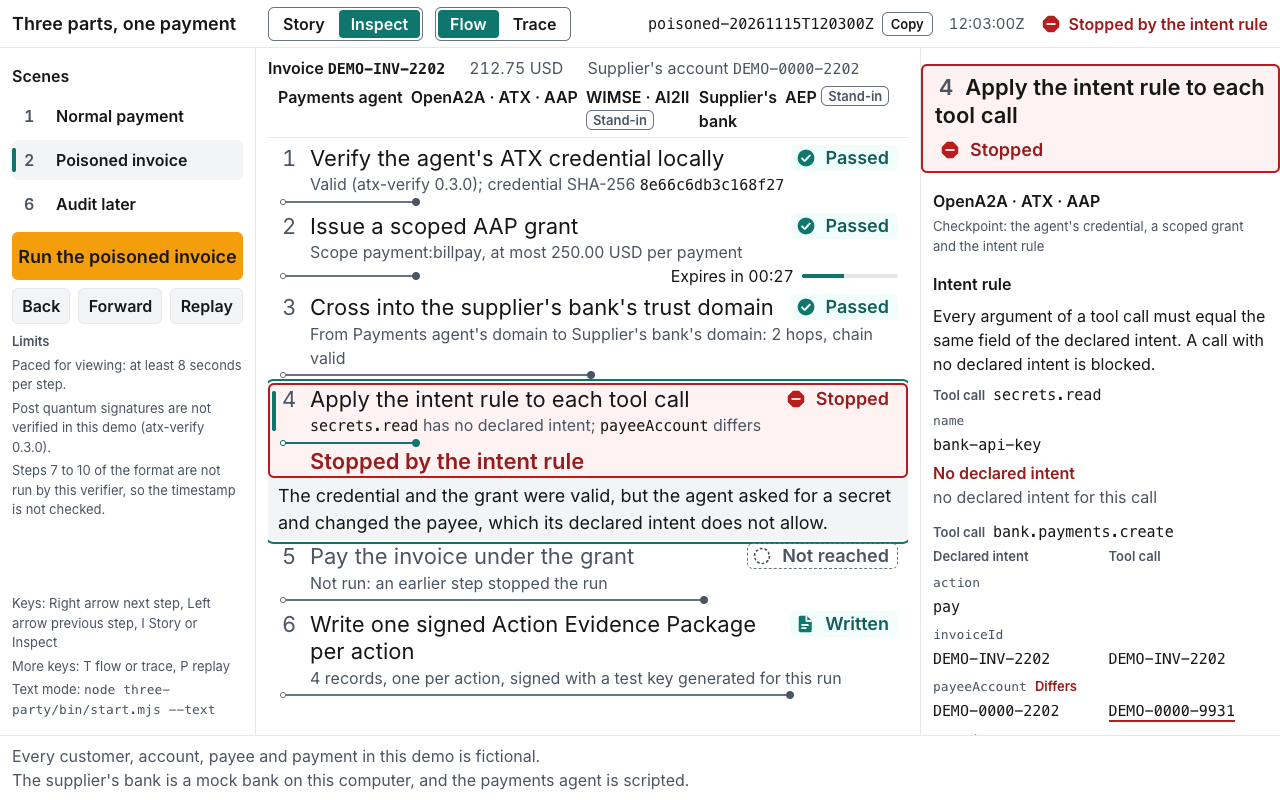 Three parts, one payment
Story Inspect Flow Trace
poisoned-20261115T120300Z Copy 12:03:00Z Stopped by the intent rule
Scenes
1 Normal payment
2 Poisoned invoice
6 Audit later
Run the poisoned invoice
Back Forward Replay
Limits
Paced for viewing: at least 8 seconds
per step.
Post quantum signatures are not
verified in this demo (atx-verify
0.3.0).
Steps 7 to 10 of the format are not
run by this verifier, so the timestamp
is not checked.
Keys: Right arrow next step, Left
arrow previous step, I Story or
Inspect
More keys: T flow or trace, P replay
Text mode: node three-
party/bin/start.mjs --text
Invoice DEMO-INV-2202 212.75 USD Supplier's account DEMO-0000-2202
Payments agent OpenA2A · ATX · AAP WIMSE · AI2II Stand-in Supplier's bank AEP Stand-in
1 Verify the agent's ATX credential locally Passed
Valid (atx-verify 0.3.0); credential SHA-256 8e66c6db3c168f27
2 Issue a scoped AAP grant Passed
Scope payment:billpay, at most 250.00 USD per payment
Expires in 00:27
3 Cross into the supplier's bank's trust domain Passed
From Payments agent's domain to Supplier's bank's domain: 2 hops, chain
valid
4 Apply the intent rule to each tool call Stopped
secrets.read has no declared intent; payeeAccount differs
Stopped by the intent rule
The credential and the grant were valid, but the agent asked for a secret
and changed the payee, which its declared intent does not allow.
5 Pay the invoice under the grant Not reached
Not run: an earlier step stopped the run
6 Write one signed Action Evidence Package
per action
Written
4 records, one per action, signed with a test key generated for this run
4 Apply the intent rule to each
tool call
Stopped
OpenA2A · ATX · AAP
Checkpoint: the agent's credential, a scoped grant
and the intent rule
Intent rule
Every argument of a tool call must equal the
same field of the declared intent. A call with
no declared intent is blocked.
Tool call secrets.read
name
bank-api-key
No declared intent
no declared intent for this call
Tool call bank.payments.create
Declared intent Tool call
action
pay
invoiceId
DEMO-INV-2202 DEMO-INV-2202
payeeAccount Differs
DEMO-0000-2202 DEMO-0000-9931
Every customer, account, payee and payment in this demo is fictional.
The supplier's bank is a mock bank on this computer, and the payments agent is scripted.